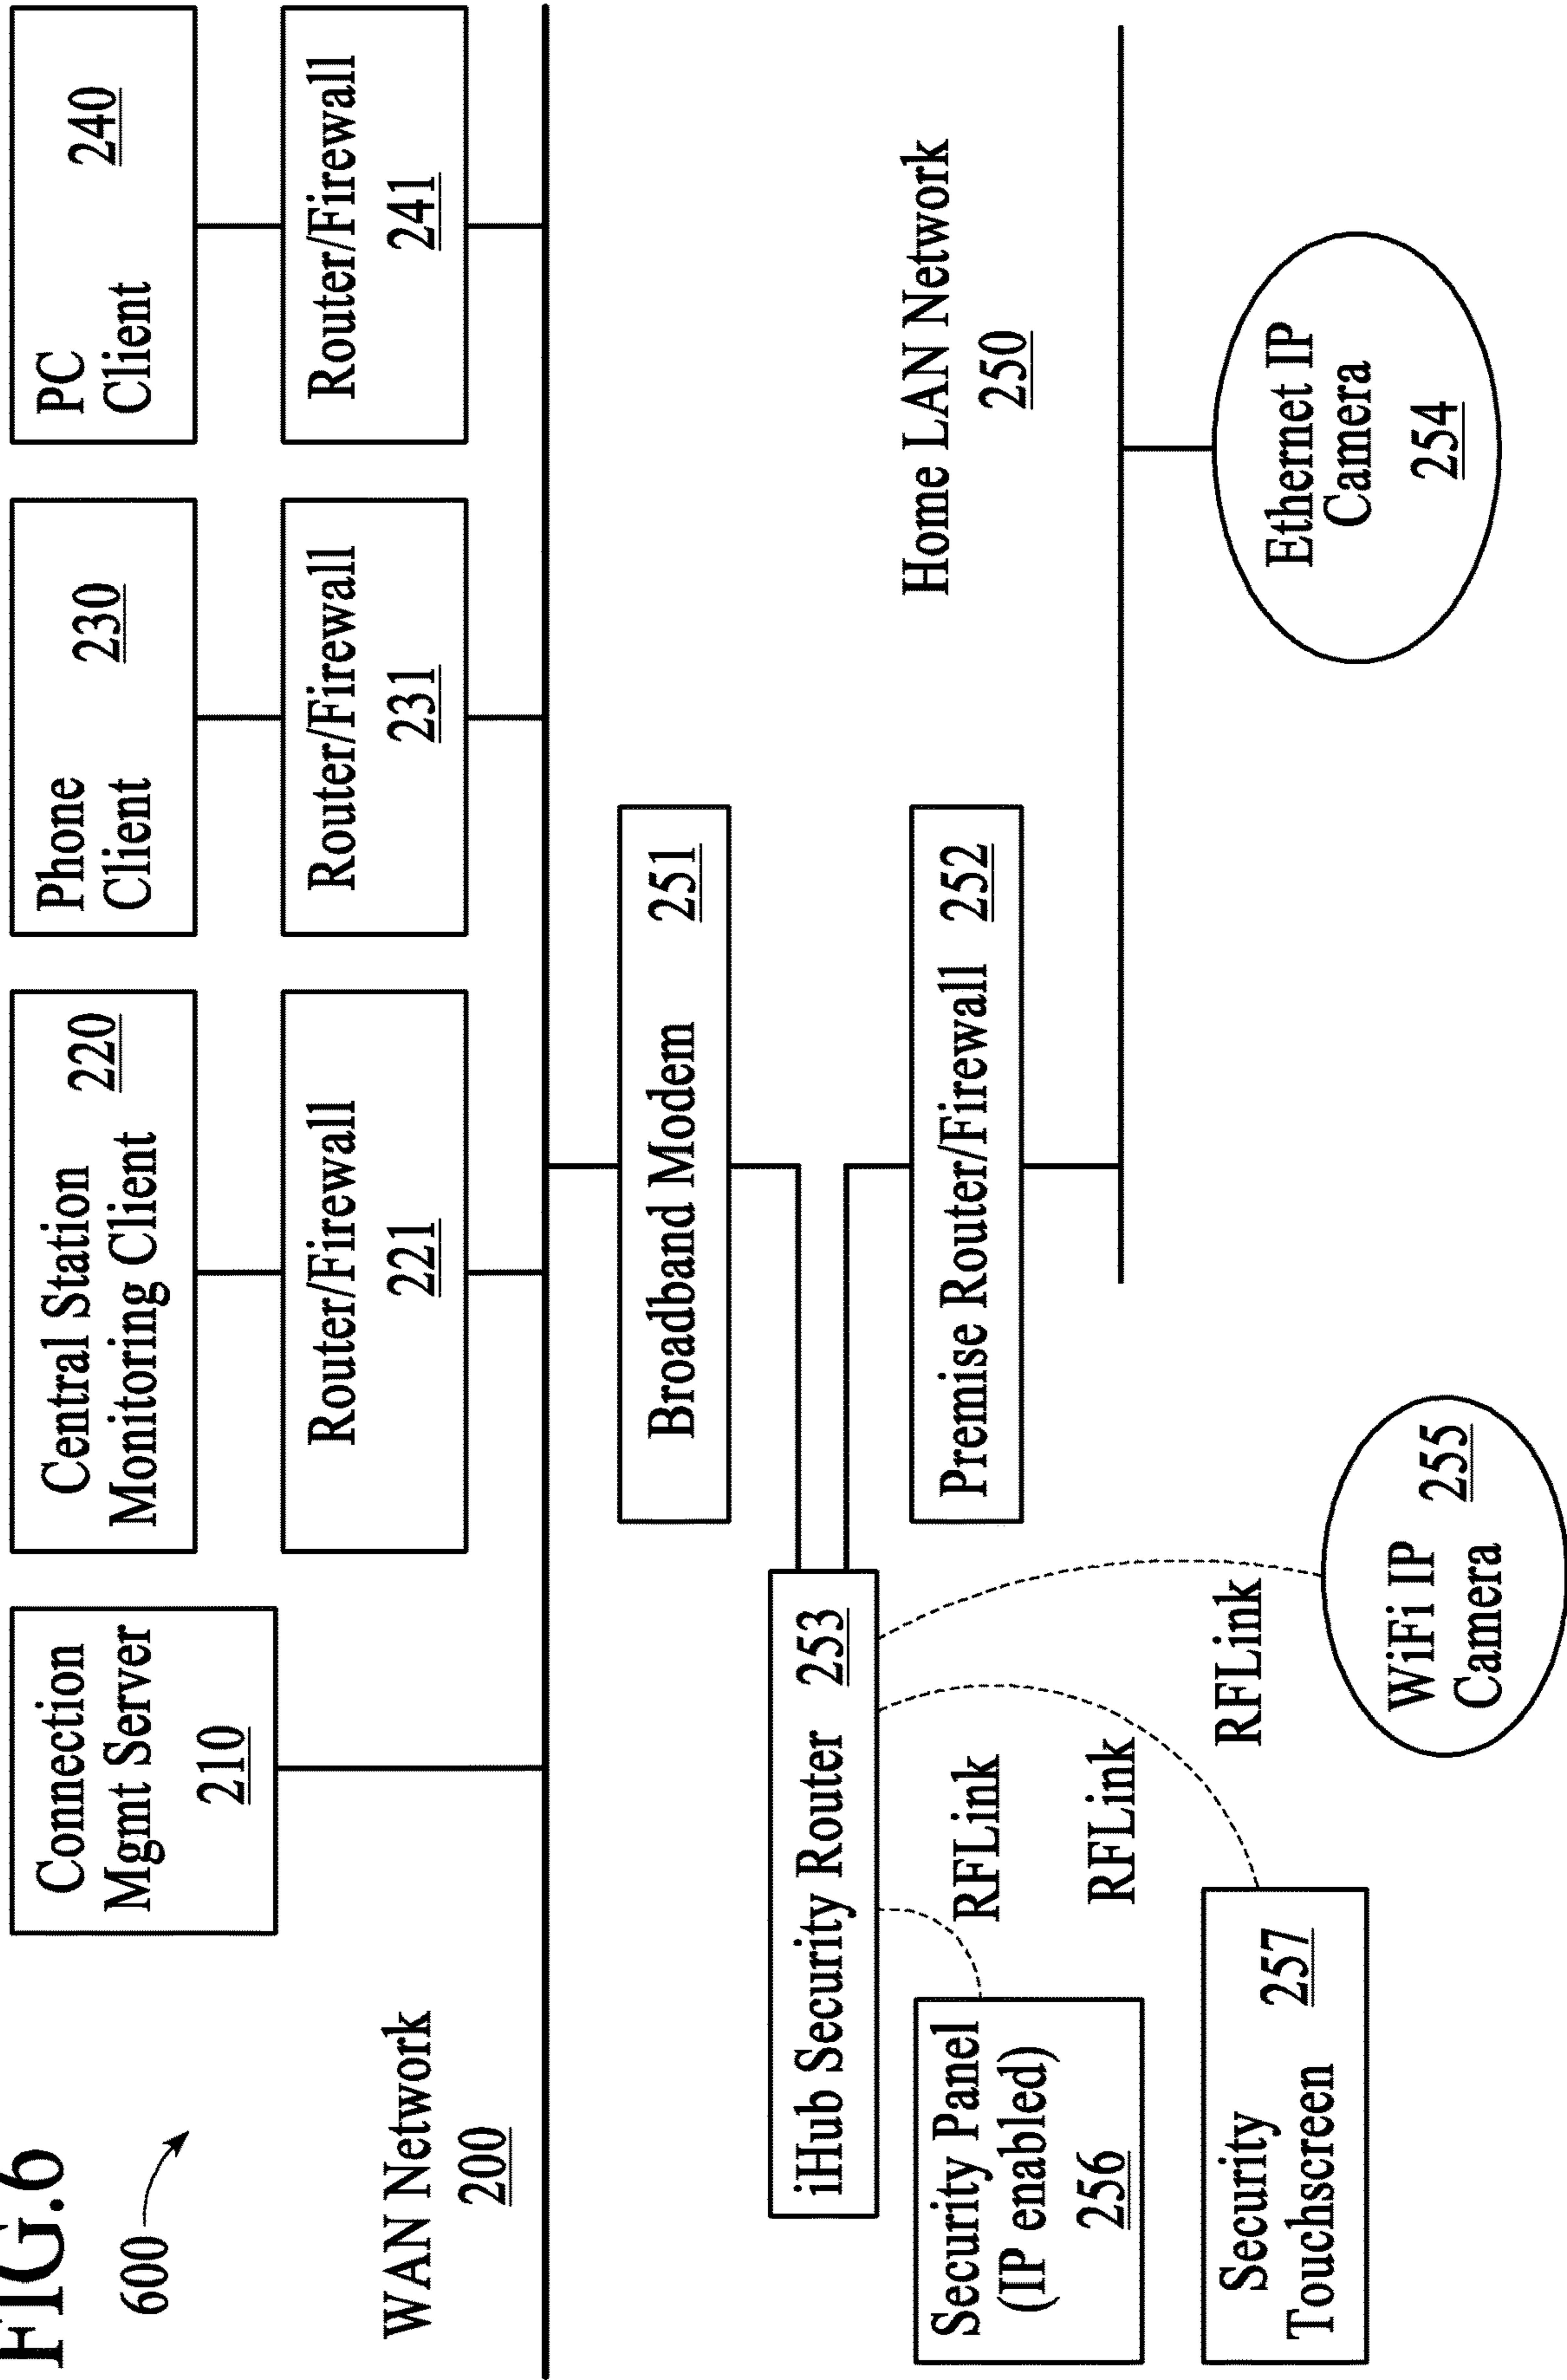 FIG.6
600
WAN Network
200
Connection
Mgmt Server
210
Central Station
Monitoring Client
220
Phone
Client
230
PC
Client
240
Router/Firewall
221
Router/Firewall
231
Router/Firewall
241
Broadband Modem 251
iHub Security Router 253
Premise Router/Firewall 252
Home LAN Network
250
Security Panel
(IP enabled)
256
RFLink
RFLink
RFLink
Security
Touchscreen
257
WiFi IP
Camera
255
Ethernet IP
Camera
254